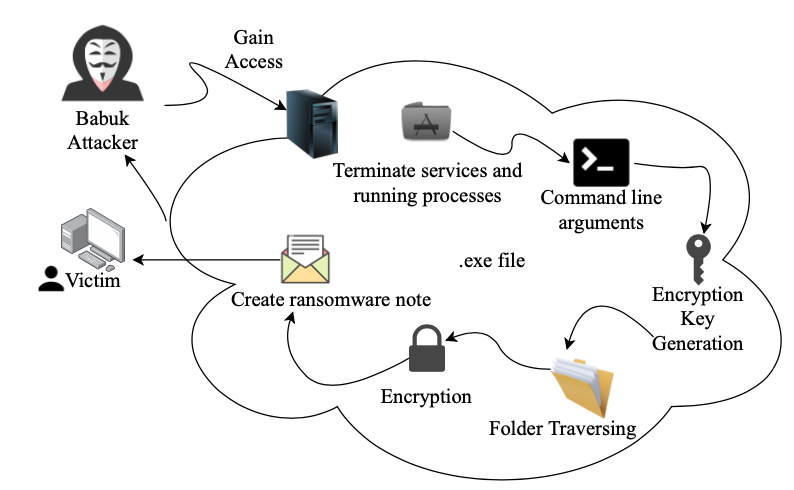 Gain
Access
Babuk
Attacker
Terminate services and
running processes
Command line
arguments
Victim
.exe file
Create ransomware note
Encryption
Key
Generation
Encryption
Folder Traversing